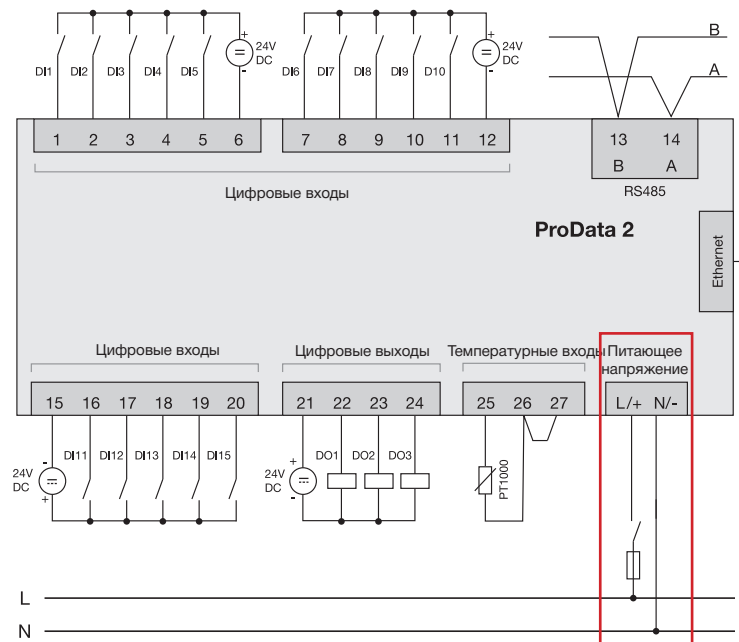 B
A
24V
DC
DI1 DI2 DI3 DI4 DI5
+
-
24V
DC
DI6 DI7 DI8 DI9 D10
+
-
1 2 3 4 5 6
7 8 9 10 11 12
13 14
B A
RS485
Цифровые входы
ProData 2
Ethernet
Цифровые входы
Цифровые выходы
Температурные входы
Питающее
напряжение
15 16 17 18 19 20
21 22 23 24
25 26 27
L/+ N/-
24V
DC
-
+
DI11 DI12 DI13 DI14 DI15
24V
DC
+
-
DO1 DO2 DO3
PT1000
L
N